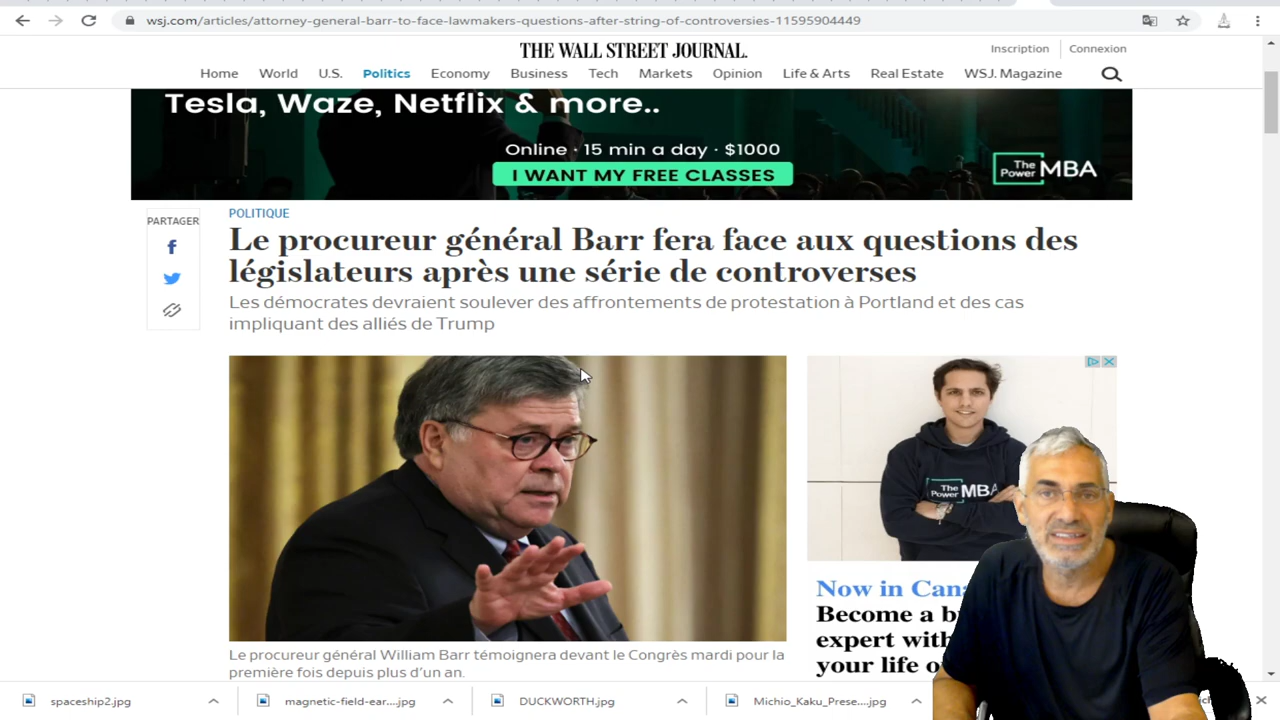 wsj.com/articles/attorney-general-barr-to-face-lawmakers-questions-after-string-of-controversies-11595904449
THE WALL STREET JOURNAL.
Inscription
Connexion
Home World U.S. Politics Economy Business Tech Markets Opinion Life & Arts Real Estate WSJ. Magazine
Tesla, Waze, Netflix & more..
Online · 15 min a day · $1000
I WANT MY FREE CLASSES
The Power MBA
PARTAGER
POLITIQUE
Le procureur général Barr fera face aux questions des
législateurs après une série de controverses
Les démocrates devraient soulever des affrontements de protestation à Portland et des cas
impliquant des alliés de Trump
The Power MBA
Now in
Become a
expert with
your life
Le procureur général William Barr témoignera devant le Congrès mardi pour la
première fois depuis plus d'un an.
spaceship2.jpg
magnetic-field-ear....jpg
DUCKWORTH.jpg
Michio_Kaku_Prese....jpg